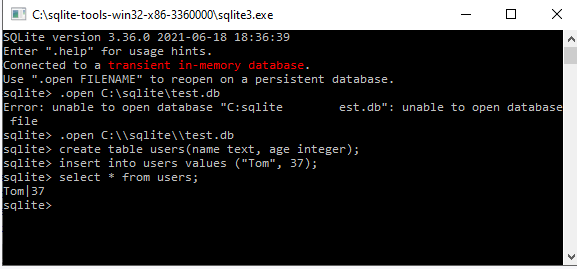 C:\sqlite-tools-win32-x86-3360000\sqlite3.exe
SQLite version 3.36.0 2021-06-18 18:36:39
Enter ".help" for usage hints.
Connected to a transient in-memory database.
Use ".open FILENAME" to reopen on a persistent database.
sqlite> .open C:\sqlite\test.db
Error: unable to open database "C:sqlite        est.db": unable to open database
 file
sqlite> .open C:\\sqlite\\test.db
sqlite> create table users(name text, age integer);
sqlite> insert into users values ("Tom", 37);
sqlite> select * from users;
Tom|37
sqlite>